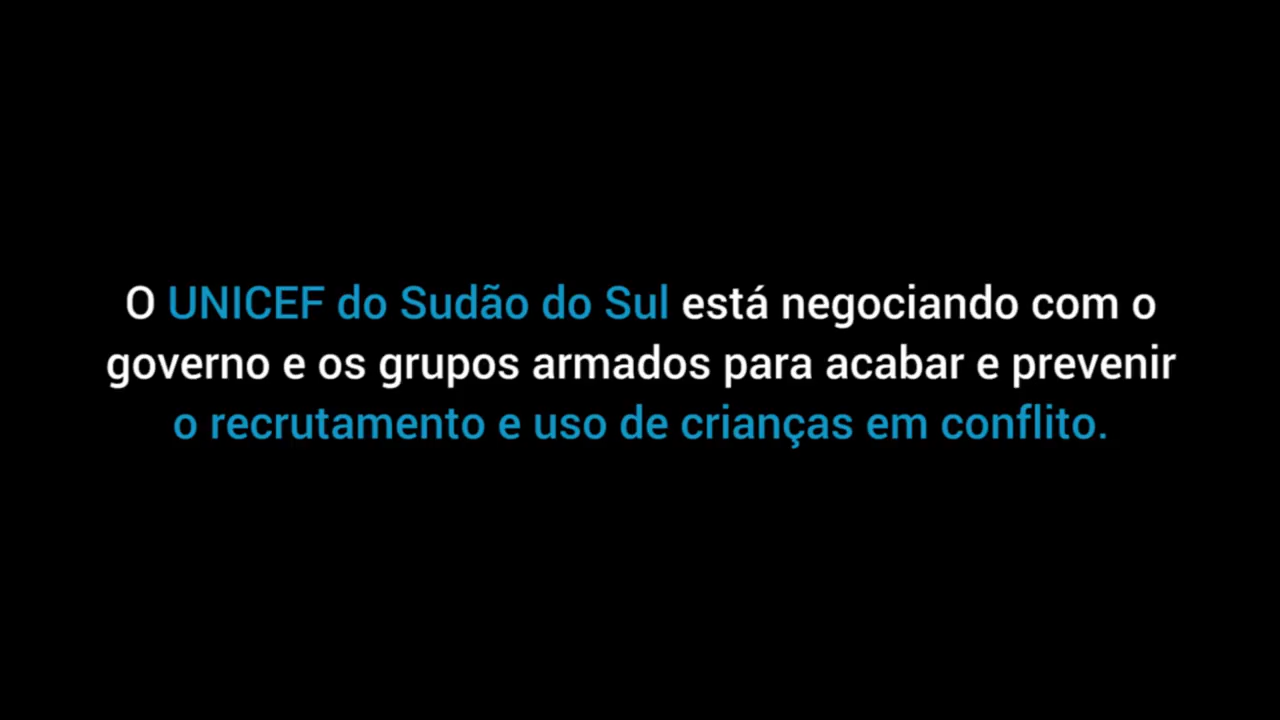 O UNICEF do Sudão do Sul está negociando com o
governo e os grupos armados para acabar e prevenir
o recrutamento e uso de crianças em conflito.